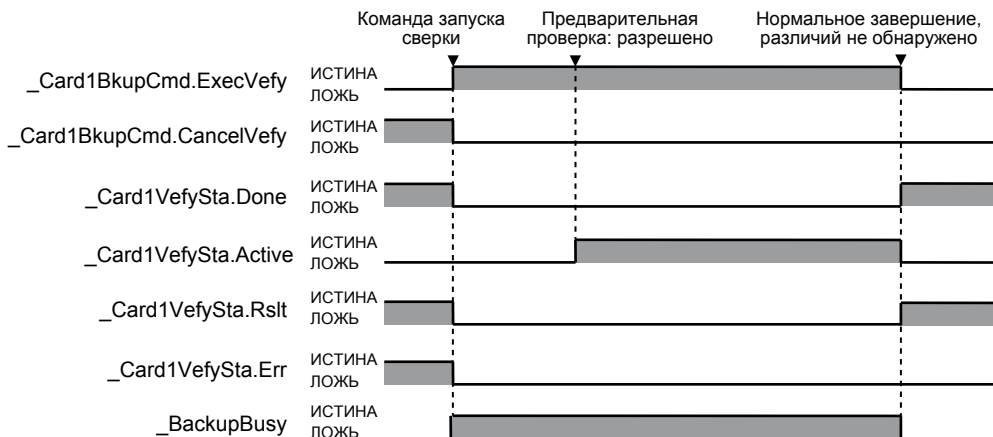 Команда запуска
сверки
Предварительная
проверка: разрешено
Нормальное завершение,
различий не обнаружено
_Card1BkupCmd.ExecVefy
ИСТИНА
ЛОЖЬ
_Card1BkupCmd.CancelVefy
ИСТИНА
ЛОЖЬ
_Card1VefySta.Done
ИСТИНА
ЛОЖЬ
_Card1VefySta.Active
ИСТИНА
ЛОЖЬ
_Card1VefySta.Rslt
ИСТИНА
ЛОЖЬ
_Card1VefySta.Err
ИСТИНА
ЛОЖЬ
_BackupBusy
ИСТИНА
ЛОЖЬ